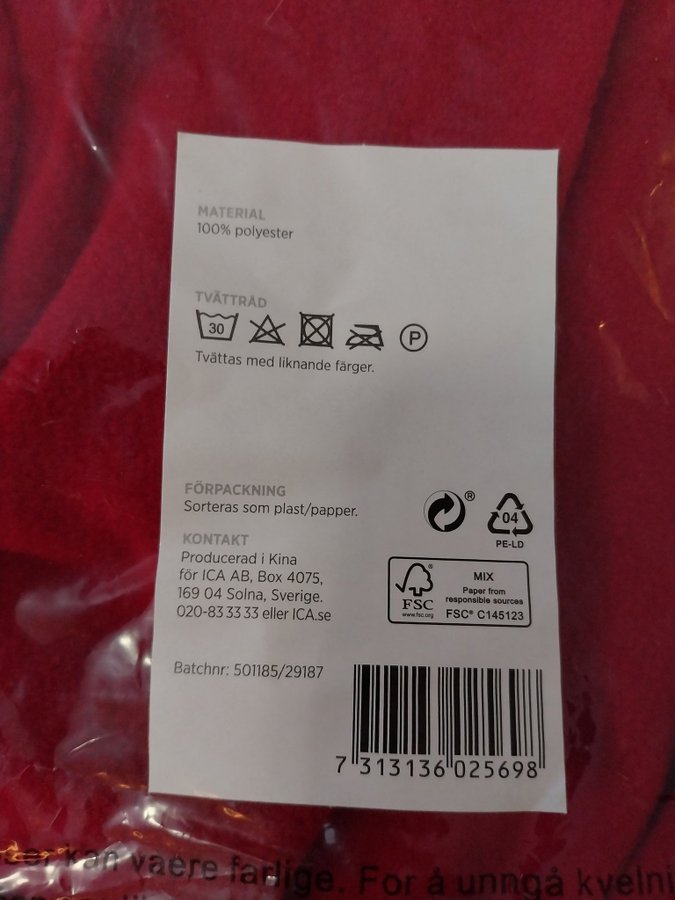 MATERIAL
100% polyester
TVÄTTRÅD
30
P
Tvättas med liknande färger.
FÖRPACKNING
Sorteras som plast/papper.
®
04
PE-LD
KONTAKT
Producerad i Kina
för ICA AB, Box 4075,
169 04 Solna, Sverige.
020-83 33 33 eller ICA.se
®
FSC
www.fsc.org
MIX
Paper from
responsible sources
FSC® C145123
Batchnr: 501185/29187
7 313136 025698
kan vaere farlige. For å unngå